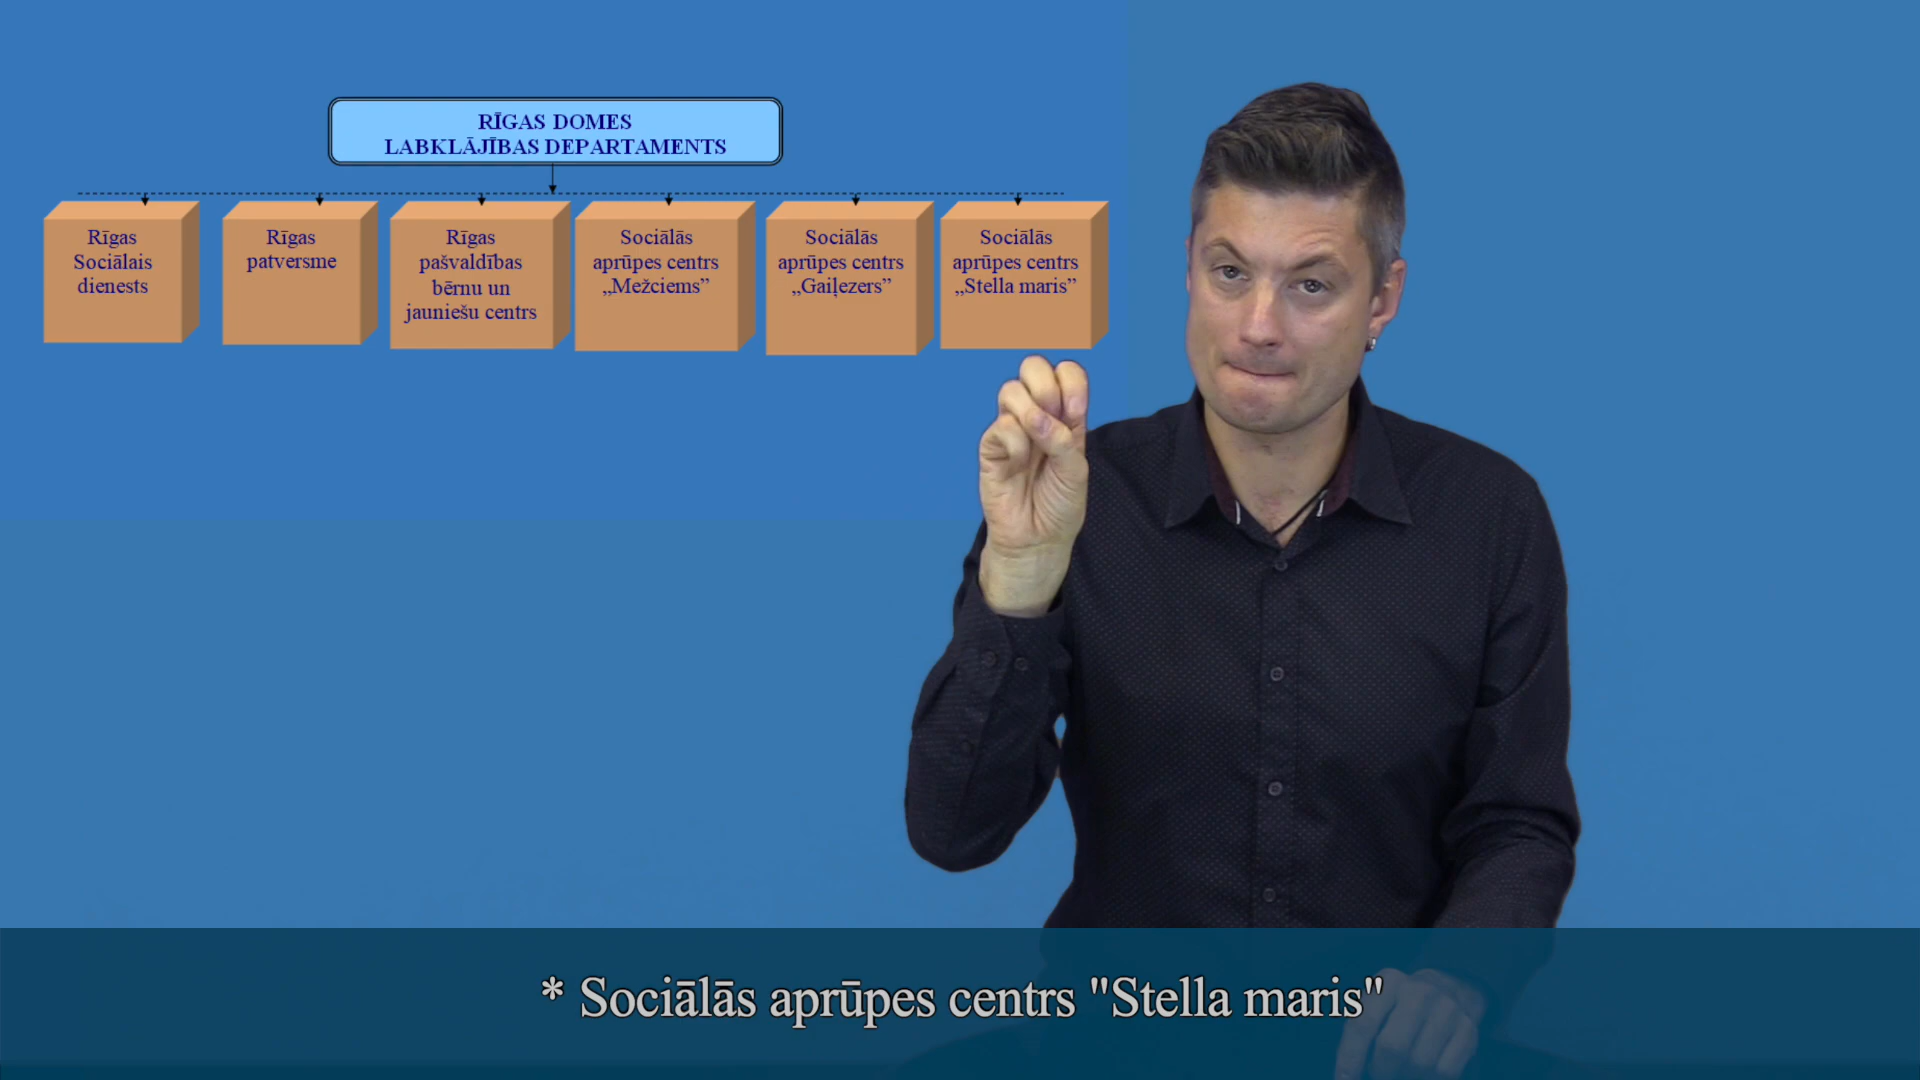 RĪGAS DOMES
LABKLĀJĪBAS DEPARTAMENTS
Rīgas
Sociālais
dienests
Rīgas
patversme
Rīgas
pašvaldības
bērnu un
jauniešu centrs
Sociālās
aprūpes centrs
„Mežciems”
Sociālās
aprūpes centrs
„Gaiļezers”
Sociālās
aprūpes centrs
„Stella maris”
* Sociālās aprūpes centrs "Stella maris"